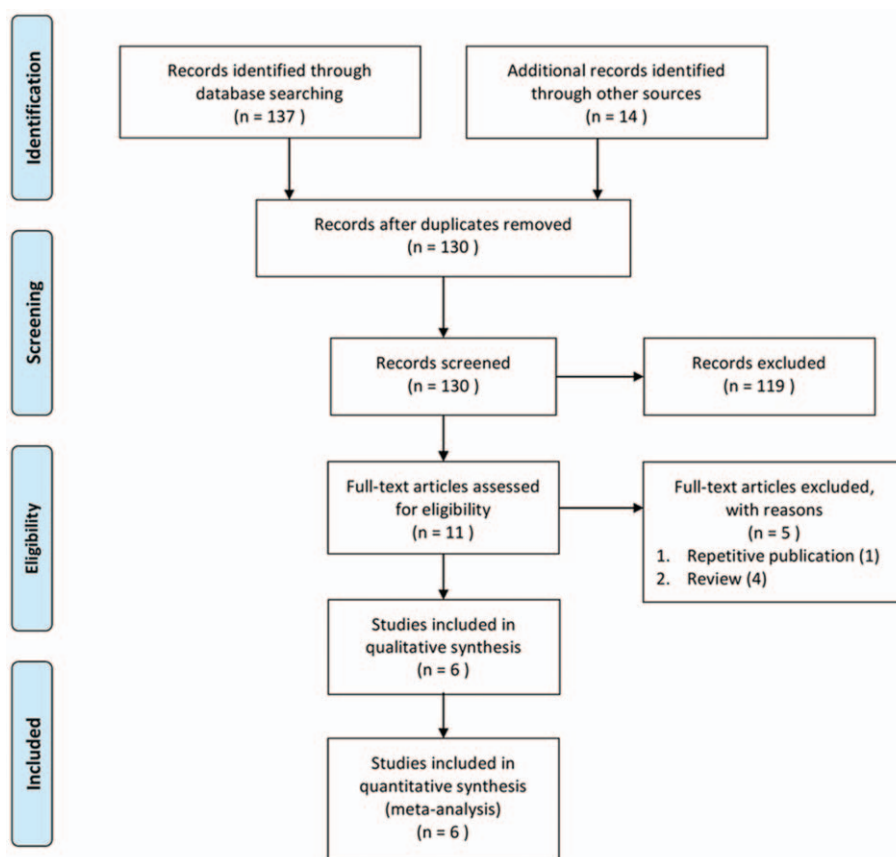 Identification
Records identified through
database searching
(n = 137 )
Additional records identified
through other sources
(n = 14 )
Records after duplicates removed
(n = 130 )
Screening
Records screened
(n = 130 )
Records excluded
(n = 119 )
Eligibility
Full-text articles assessed
for eligibility
(n = 11 )
Full-text articles excluded,
with reasons
(n = 5 )
1. Repetitive publication (1)
2. Review (4)
Studies included in
qualitative synthesis
(n = 6 )
Included
Studies included in
quantitative synthesis
(meta-analysis)
(n = 6 )